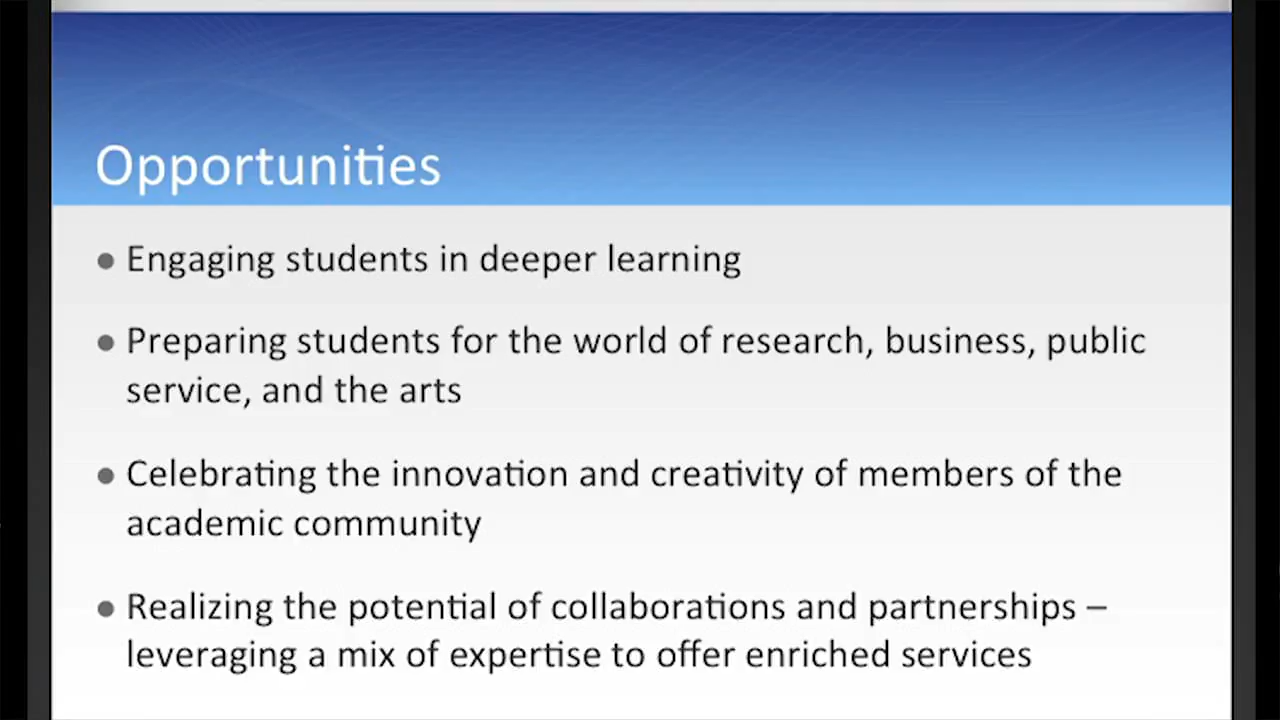 Opportunities
• Engaging students in deeper learning
• Preparing students for the world of research, business, public
service, and the arts
• Celebrating the innovation and creativity of members of the
academic community
• Realizing the potential of collaborations and partnerships –
leveraging a mix of expertise to offer enriched services